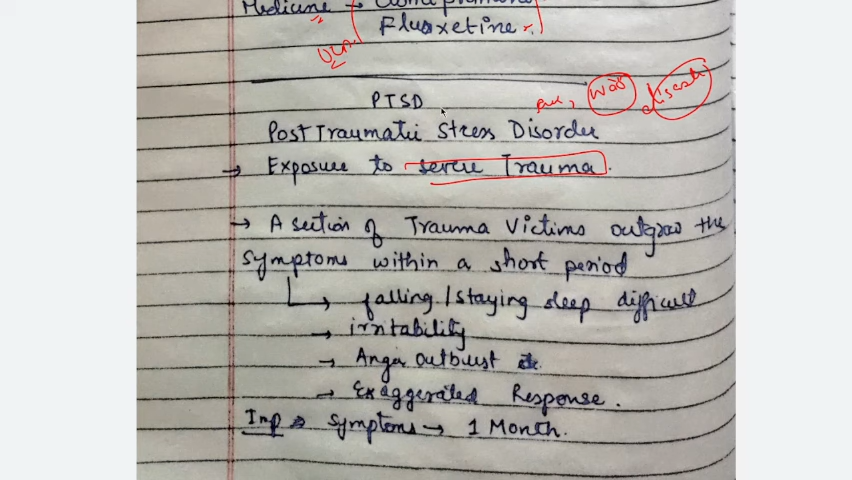 Medicine →
Fluoxetine
PTSD
war
Post Traumatic Stress Disorder
→ Exposure to severe Trauma.
→ A section of Trauma Victims outgrow the
symptoms within a short period
→ falling / staying sleep difficult
→ irritability
→ Anger outburst
→ Exaggerated Response.
Imp → Symptoms → 1 Month.